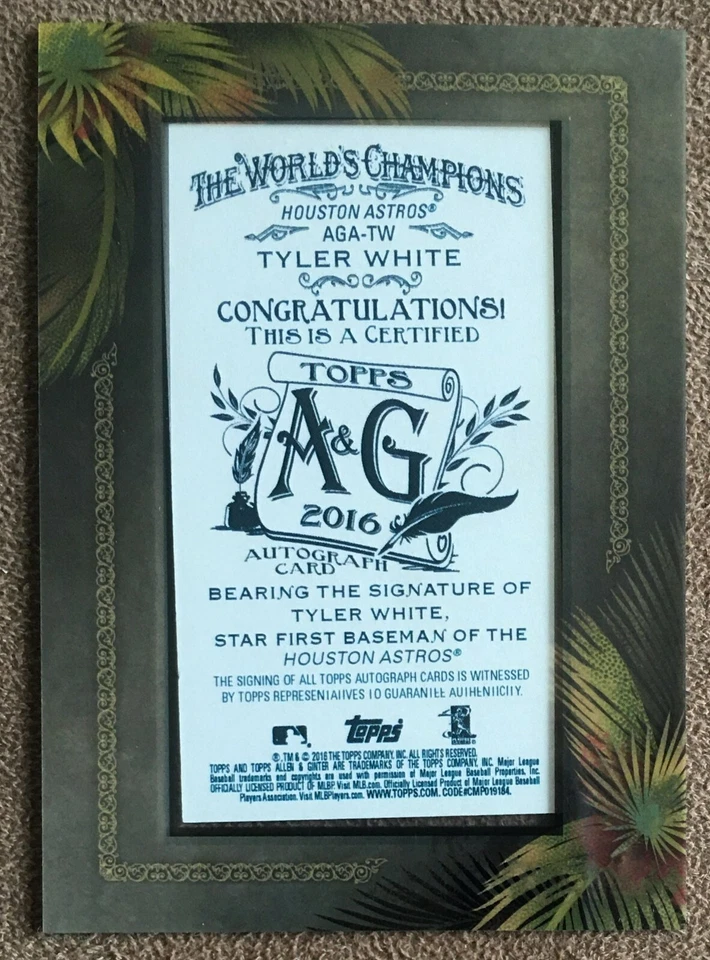 THE WORLD'S CHAMPIONS
HOUSTON ASTROS®
AGA-TW
TYLER WHITE
CONGRATULATIONS!
THIS IS A CERTIFIED
TOPPS
A&G
2016
AUTOGRAPH
CARD
BEARING THE SIGNATURE OF
TYLER WHITE,
STAR FIRST BASEMAN OF THE
HOUSTON ASTROS®
THE SIGNING OF ALL TOPPS AUTOGRAPH CARDS IS WITNESSED
BY TOPPS REPRESENTATIVES TO GUARANTEE AUTHENTICITY.
topps
®, TM & © 2016 THE TOPPS COMPANY, INC. ALL RIGHTS RESERVED.
TOPPS AND TOPPS ALLEN & GINTER ARE TRADEMARKS OF THE TOPPS COMPANY, INC. Major League
Baseball trademarks and copyrights are used with permission of Major League Baseball Properties, Inc.
OFFICIALLY LICENSED PRODUCT OF MLBP. Visit MLB.com. Officially Licensed Product of Major League Baseball
Players Association. Visit MLBPlayers.com. WWW.TOPPS.COM. CODE#CMP019184.